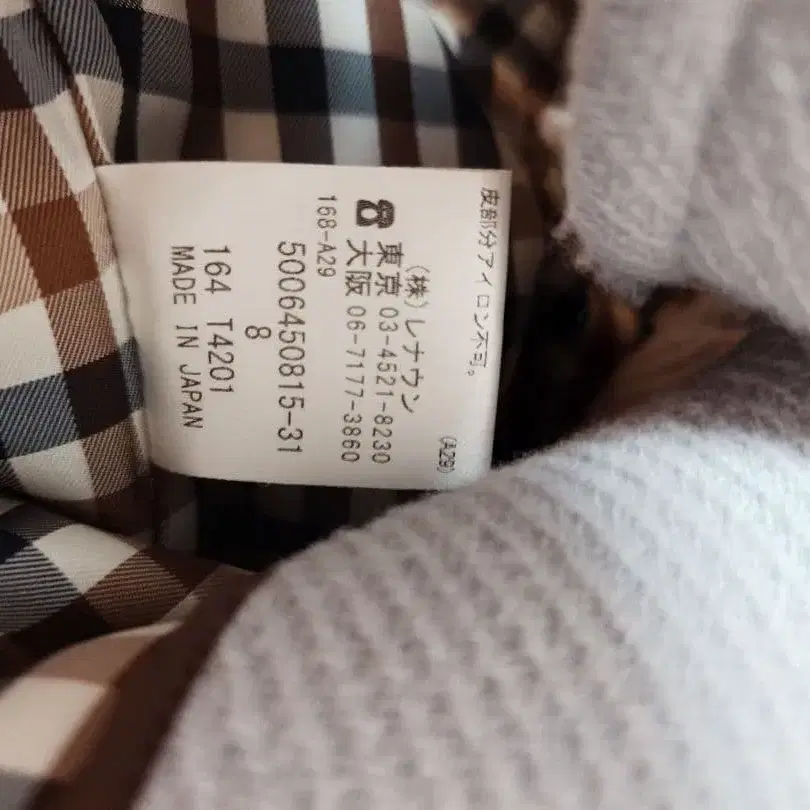 皮部分アイロン不可。
(A29)
(株)レナウン
☎東京 03-4521-8230
大阪 06-7177-3860
168-A29
5006450815-31
8
164 T4201
MADE IN JAPAN